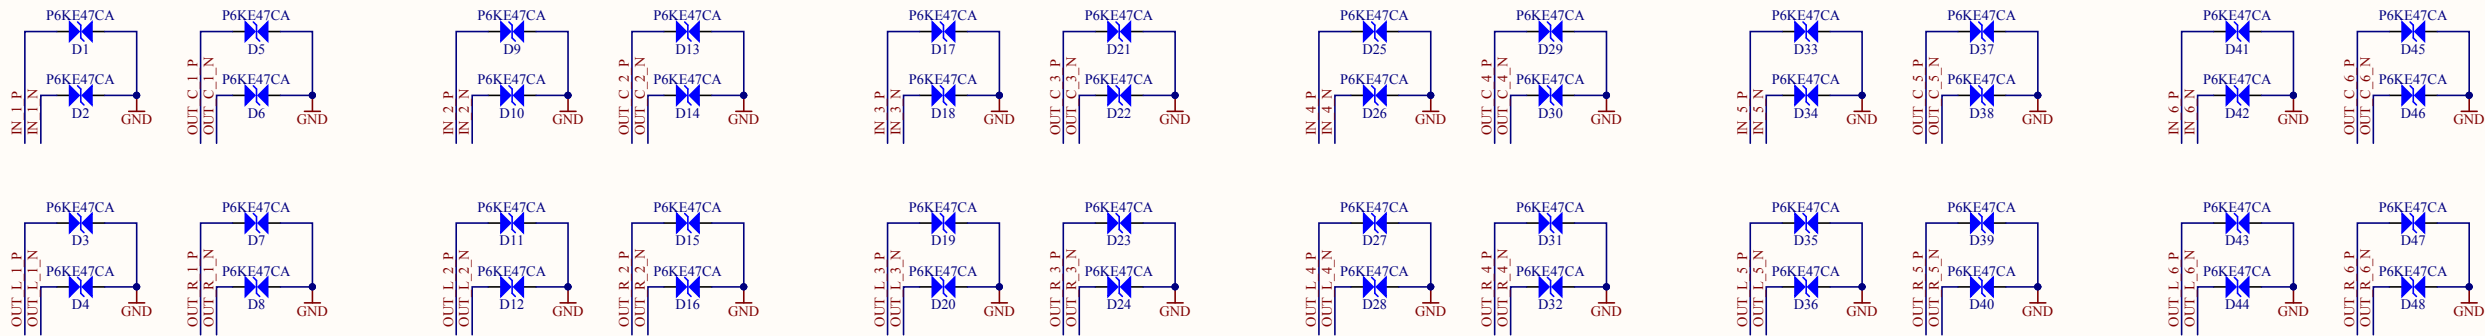 P6KE47CA P6KE47CA P6KE47CA P6KE47CA P6KE47CA P6KE47CA P6KE47CA P6KE47CA P6KE47CA P6KE47CA P6KE47CA P6KE47CA
D1 D5 D9 D13 D17 D21 D25 D29 D33 D37 D41 D45
P6KE47CA P6KE47CA P6KE47CA P6KE47CA P6KE47CA P6KE47CA P6KE47CA P6KE47CA P6KE47CA P6KE47CA P6KE47CA P6KE47CA
D2 D6 D10 D14 D18 D22 D26 D30 D34 D38 D42 D46
GND GND GND GND GND GND GND GND GND GND GND GND
IN_1_P
IN_1_N
OUT_C_1_P
OUT_C_1_N
IN_2_P
IN_2_N
OUT_C_2_P
OUT_C_2_N
IN_3_P
IN_3_N
OUT_C_3_P
OUT_C_3_N
IN_4_P
IN_4_N
OUT_C_4_P
OUT_C_4_N
IN_5_P
IN_5_N
OUT_C_5_P
OUT_C_5_N
IN_6_P
IN_6_N
OUT_C_6_P
OUT_C_6_N
P6KE47CA P6KE47CA P6KE47CA P6KE47CA P6KE47CA P6KE47CA P6KE47CA P6KE47CA P6KE47CA P6KE47CA P6KE47CA P6KE47CA
D3 D7 D11 D15 D19 D23 D27 D31 D35 D39 D43 D47
P6KE47CA P6KE47CA P6KE47CA P6KE47CA P6KE47CA P6KE47CA P6KE47CA P6KE47CA P6KE47CA P6KE47CA P6KE47CA P6KE47CA
D4 D8 D12 D16 D20 D24 D28 D32 D36 D40 D44 D48
GND GND GND GND GND GND GND GND GND GND GND GND
OUT_L_1_P
OUT_L_1_N
OUT_R_1_P
OUT_R_1_N
OUT_L_2_P
OUT_L_2_N
OUT_R_2_P
OUT_R_2_N
OUT_L_3_P
OUT_L_3_N
OUT_R_3_P
OUT_R_3_N
OUT_L_4_P
OUT_L_4_N
OUT_R_4_P
OUT_R_4_N
OUT_L_5_P
OUT_L_5_N
OUT_R_5_P
OUT_R_5_N
OUT_L_6_P
OUT_L_6_N
OUT_R_6_P
OUT_R_6_N